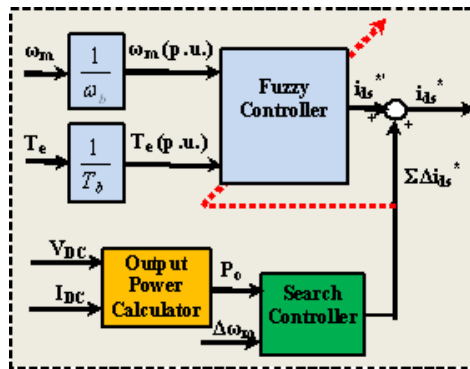 ωm
1
ωb
ωm (p.u.)
Fuzzy
Controller
ids*'
ids*
+
+
Te
1
Tb
Te (p.u.)
ΣΔids*
VDC
IDC
Output
Power
Calculator
Po
Δωm
Search
Controller